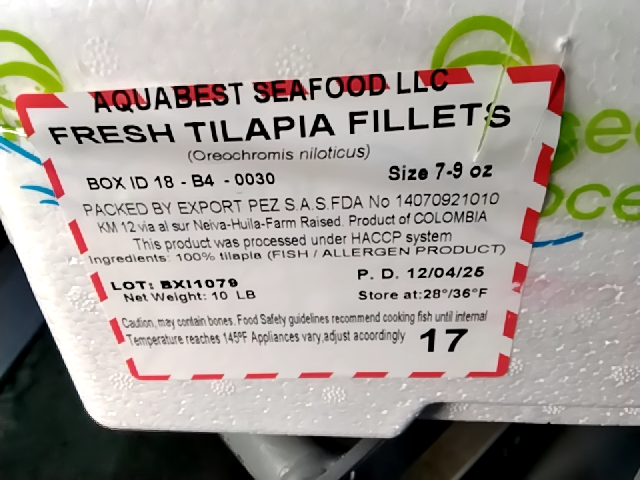 AQUABEST SEAFOOD LLC
FRESH TILAPIA FILLETS
(Oreochromis niloticus)
BOX ID 18 - B4 - 0030
Size 7-9 oz
PACKED BY EXPORT PEZ S.A.S.FDA No 14070921010
KM 12 via al sur Neiva-Huila-Farm Raised. Product of COLOMBIA
This product was processed under HACCP system
Ingredients: 100% tilapia (FISH / ALLERGEN PRODUCT)
LOT: BXI1079
P. D. 12/04/25
Net Weight: 10 LB
Store at:28°/36°F
Caution, may contain bones. Food Safety guidelines recommend cooking fish until internal
Temperature reaches 145ºF Appliances vary,adjust acoordingly
17